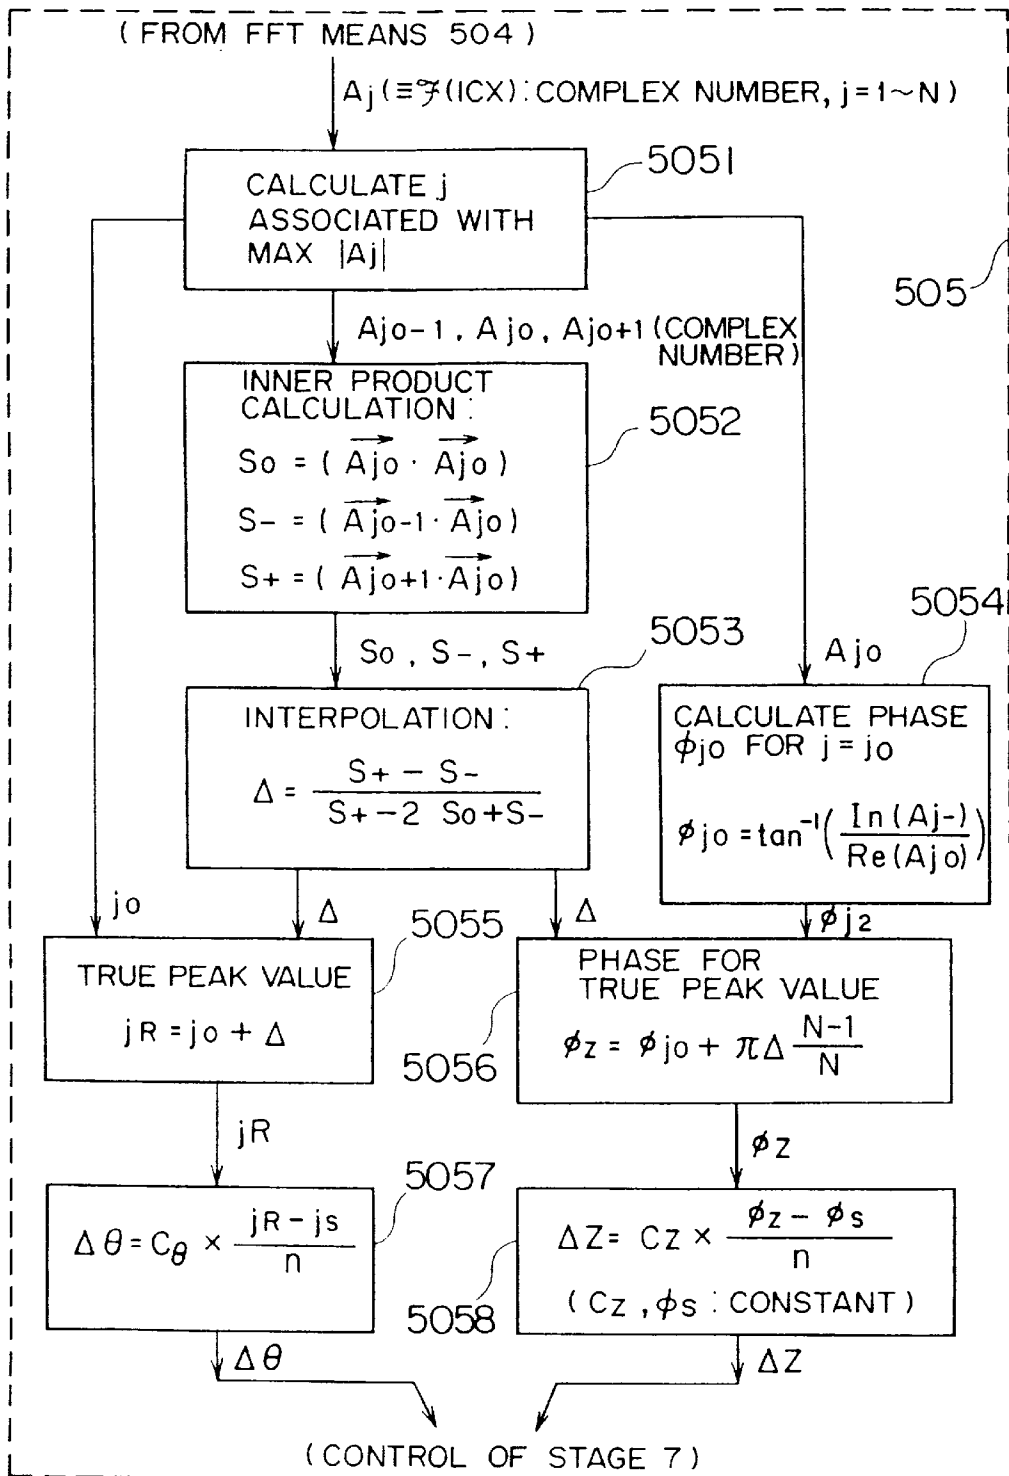 (FROM FFT MEANS 504)
Aj(≡ℱ(ICX):COMPLEX NUMBER, j=1~N)
5051
CALCULATE j
ASSOCIATED WITH
MAX |Aj|
505
Ajo-1, Ajo, Ajo+1 (COMPLEX
NUMBER)
INNER PRODUCT
CALCULATION:
5052
So = (Ajo · Ajo)
S- = (Ajo-1 · Ajo)
S+ = (Ajo+1 · Ajo)
5054
5053
So, S-, S+
Ajo
INTERPOLATION:
Δ = (S+ - S-) / (S+ -2 So+S-)
CALCULATE PHASE
φjo FOR j = jo
φjo = tan⁻¹(In(Aj-) / Re(Ajo))
jo
Δ
Δ
φj2
5055
TRUE PEAK VALUE
jR = jo + Δ
PHASE FOR
TRUE PEAK VALUE
φz = φjo + πΔ (N-1)/N
5056
jR
φz
5057
Δθ = Cθ × (jR - js)/n
ΔZ = Cz × (φz - φs)/n
(Cz, φs : CONSTANT)
5058
Δθ
ΔZ
(CONTROL OF STAGE 7)